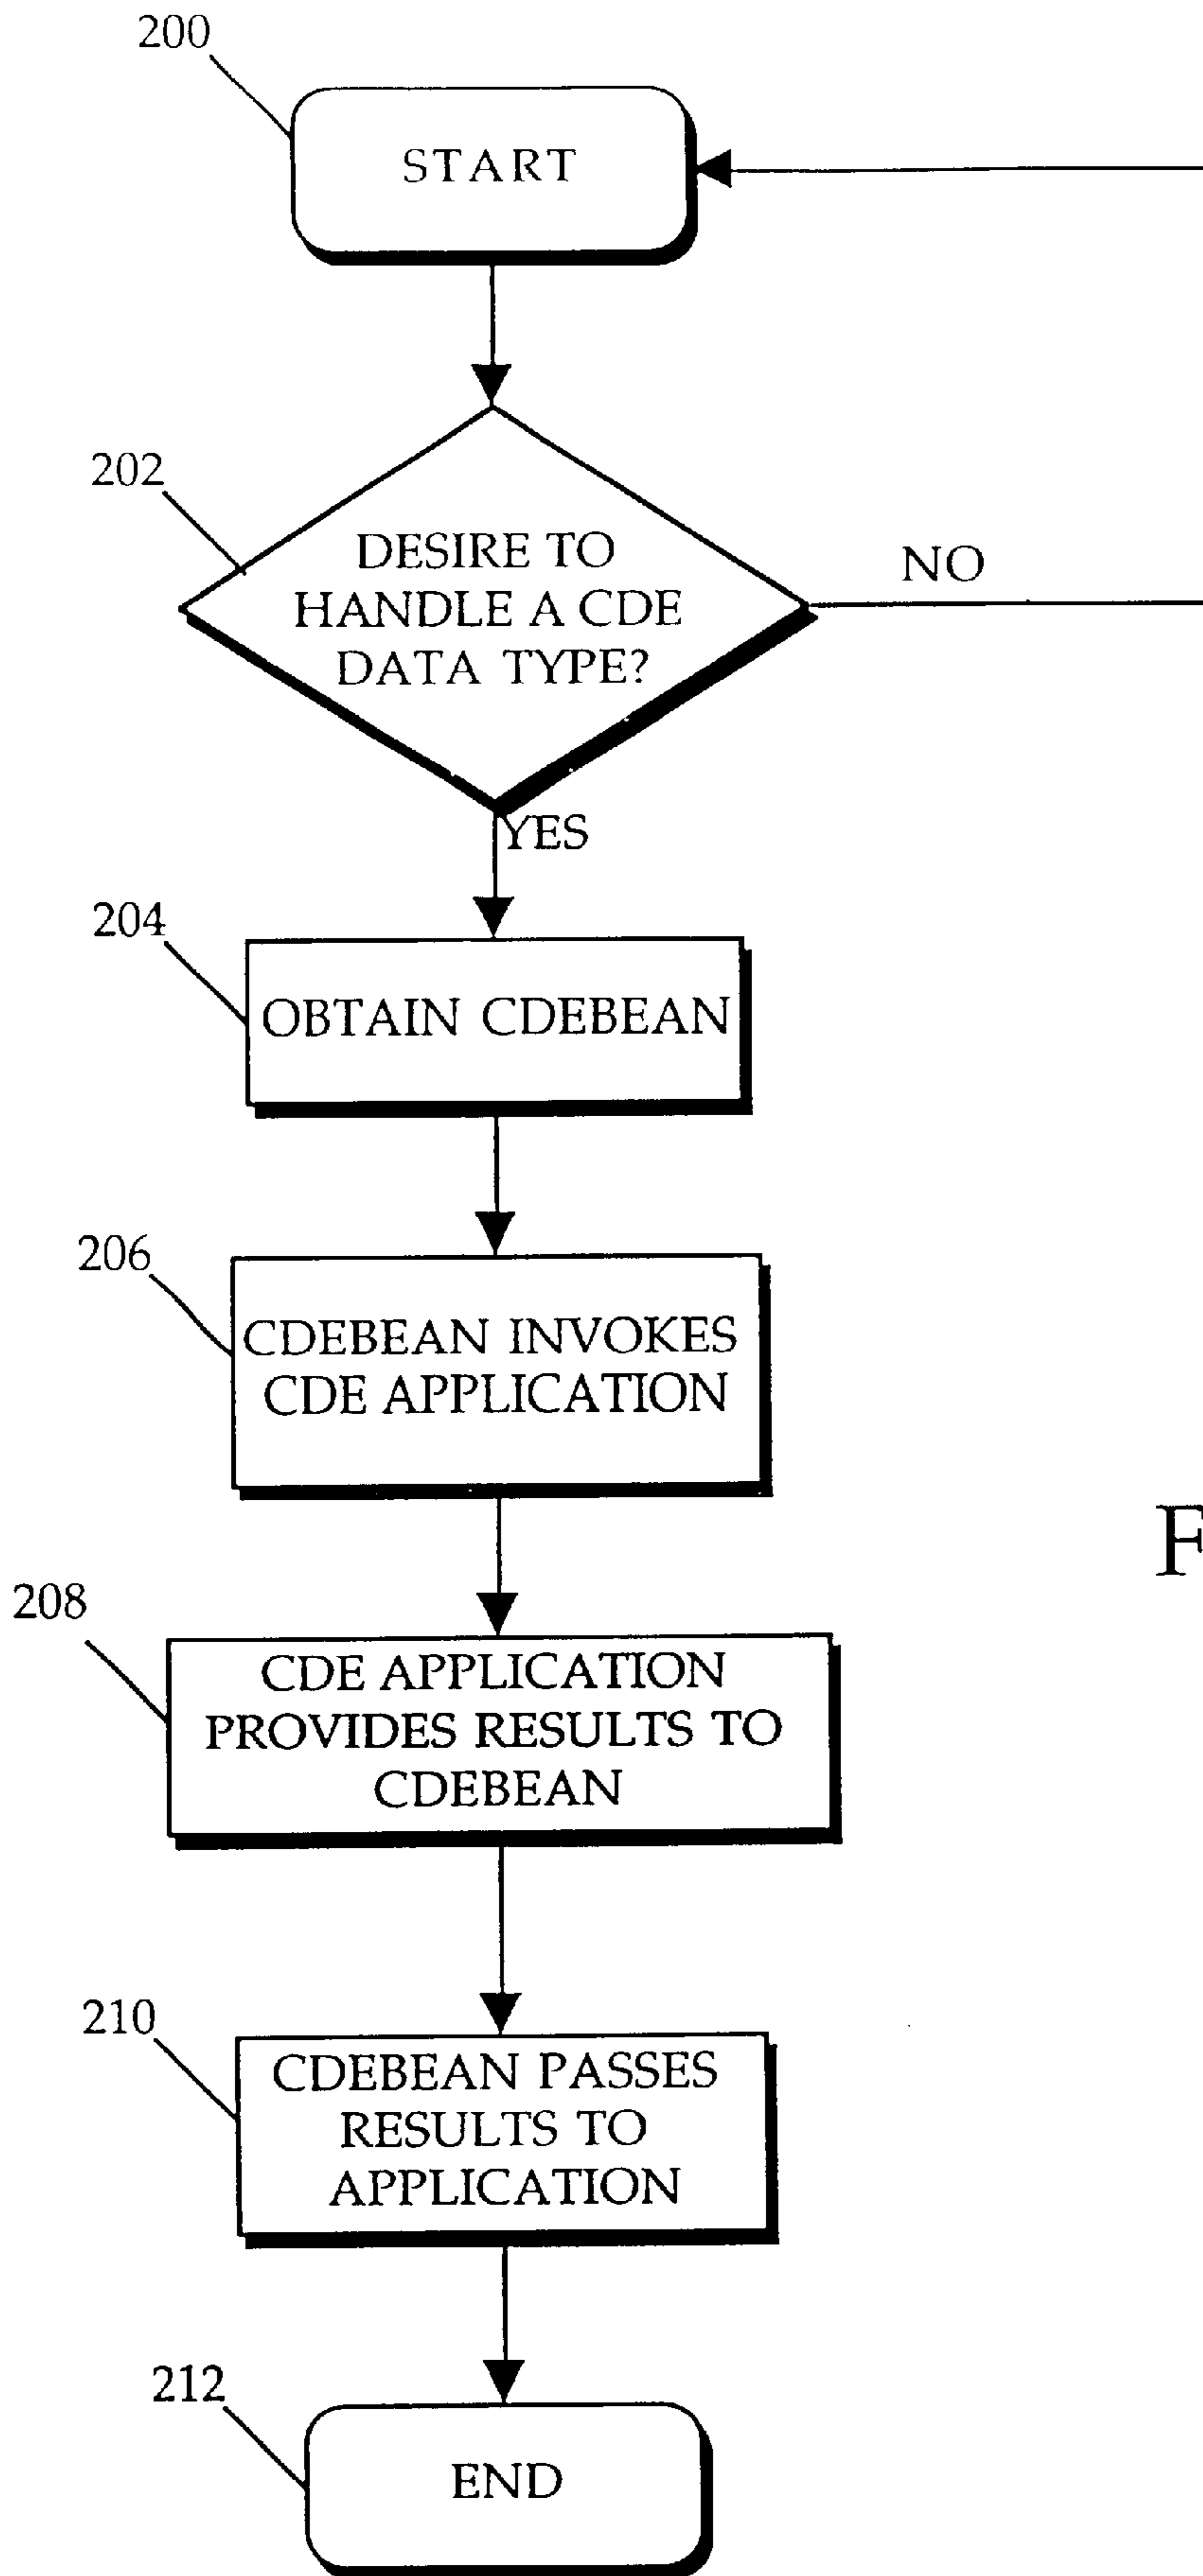 200
START
202
DESIRE TO
HANDLE A CDE
DATA TYPE?
NO
YES
204
OBTAIN CDEBEAN
206
CDEBEAN INVOKES
CDE APPLICATION
F
208
CDE APPLICATION
PROVIDES RESULTS TO
CDEBEAN
210
CDEBEAN PASSES
RESULTS TO
APPLICATION
212
END